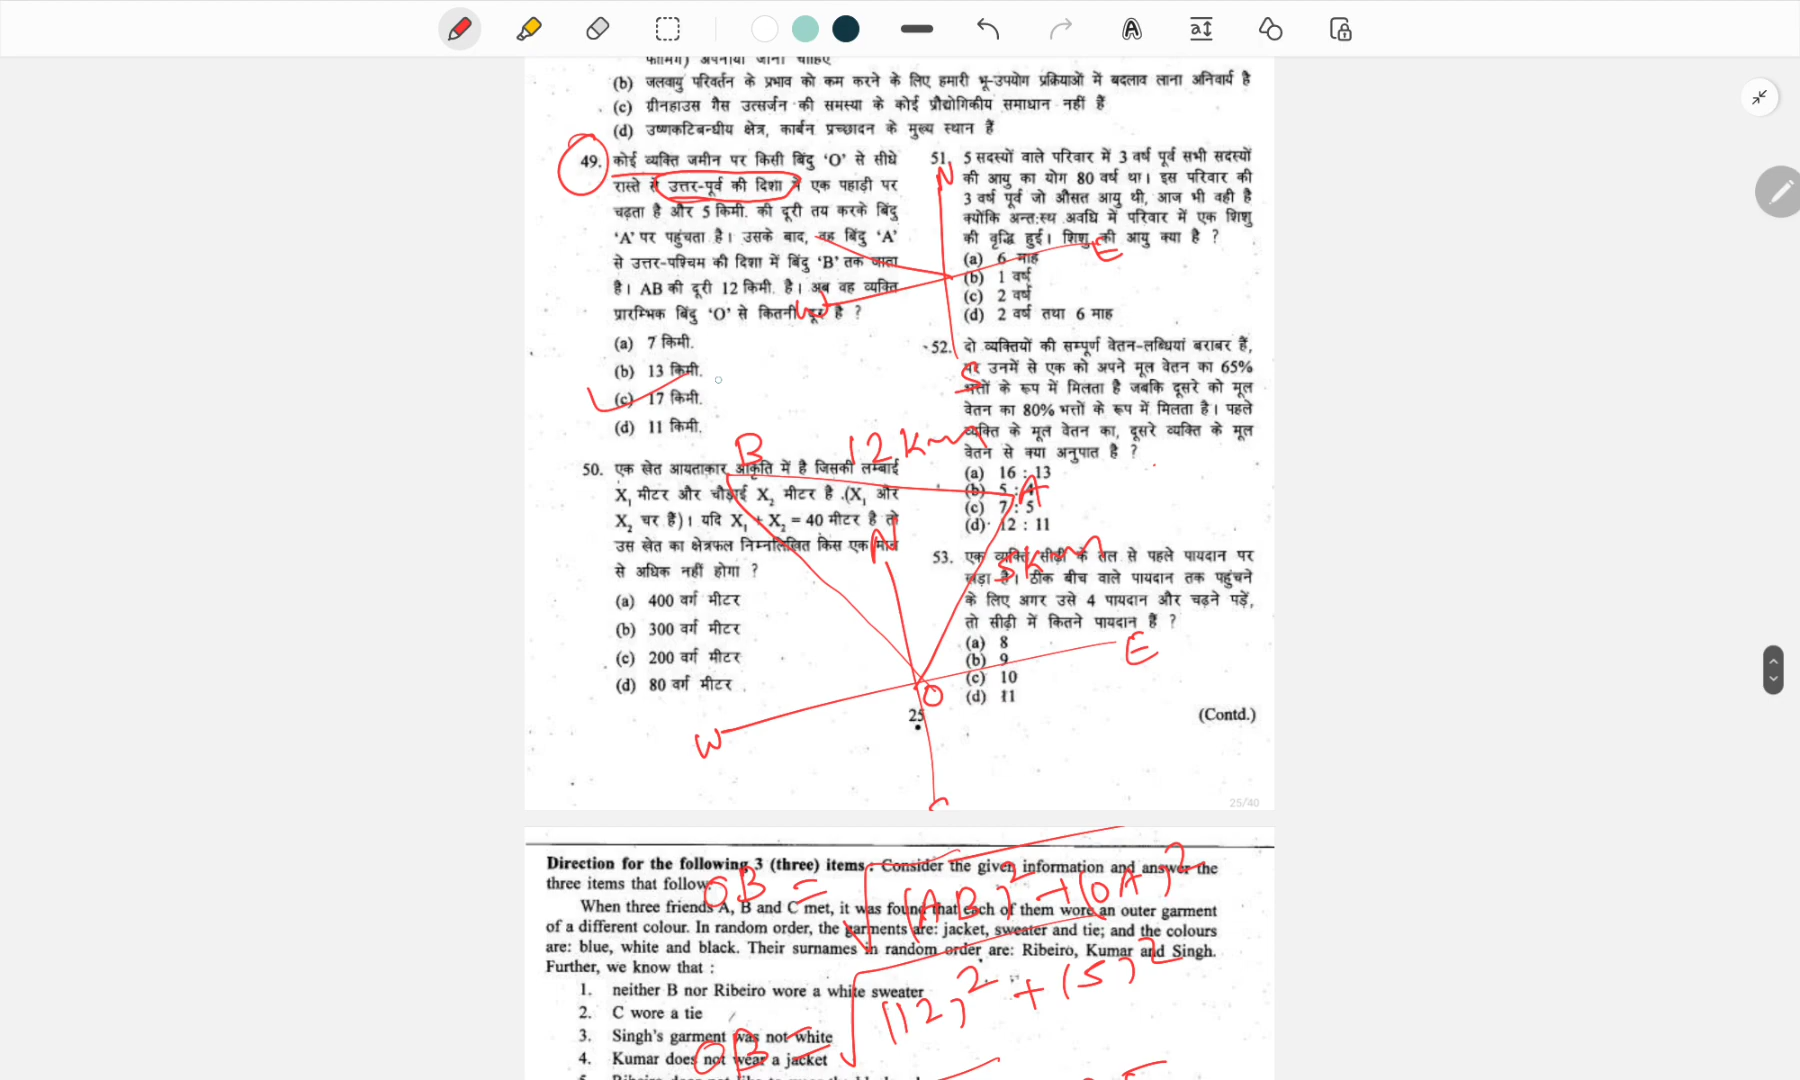 (b) जलवायु परिवर्तन के प्रभाव को कम करने के लिए हमारी भू-उपयोग प्रक्रियाओं में बदलाव लाना अनिवार्य है
(c) ग्रीनहाउस गैस उत्सर्जन की समस्या के कोई प्रौद्योगिकीय समाधान नहीं हैं
(d) उष्णकटिबन्धीय क्षेत्र, कार्बन प्रच्छादन के मुख्य स्थान हैं
49. कोई व्यक्ति जमीन पर किसी बिंदु ‘O’ से सीधे
रास्ते से उत्तर-पूर्व की दिशा में एक पहाड़ी पर
चढ़ता है और 5 किमी. की दूरी तय करके बिंदु
‘A’ पर पहुंचता है। उसके बाद, वह बिंदु ‘A’
से उत्तर-पश्चिम की दिशा में बिंदु ‘B’ तक जाता
है। AB की दूरी 12 किमी. है। अब वह व्यक्ति
प्रारम्भिक बिंदु ‘O’ से कितनी दूर है ?
(a) 7 किमी.
(b) 13 किमी.
(c) 17 किमी.
(d) 11 किमी.
50. एक खेत आयताकार आकृति में है जिसकी लम्बाई
X₁ मीटर और चौड़ाई X₂ मीटर है .(X₁ और
X₂ चर हैं)। यदि X₁ + X₂ = 40 मीटर है तो
उस खेत का क्षेत्रफल निम्नलिखित किस एक मान
से अधिक नहीं होगा ?
(a) 400 वर्ग मीटर
(b) 300 वर्ग मीटर
(c) 200 वर्ग मीटर
(d) 80 वर्ग मीटर
51. 5 सदस्यों वाले परिवार में 3 वर्ष पूर्व सभी सदस्यों
की आयु का योग 80 वर्ष था। इस परिवार की
3 वर्ष पूर्व जो औसत आयु थी, आज भी वही है
क्योंकि अन्त:स्थ अवधि में परिवार में एक शिशु
की वृद्धि हुई। शिशु की आयु क्या है ?
(a) 6 माह
(b) 1 वर्ष
(c) 2 वर्ष
(d) 2 वर्ष तथा 6 माह
52. दो व्यक्तियों की सम्पूर्ण वेतन-लब्धियां बराबर हैं,
पर उनमें से एक को अपने मूल वेतन का 65%
भत्तों के रूप में मिलता है जबकि दूसरे को मूल
वेतन का 80% भत्तों के रूप में मिलता है। पहले
व्यक्ति के मूल वेतन का, दूसरे व्यक्ति के मूल
वेतन से क्या अनुपात है ?
(a) 16 : 13
(b) 5 : 4
(c) 7 : 5
(d) 12 : 11
53. एक व्यक्ति सीढ़ी के तल से पहले पायदान पर
खड़ा है। ठीक बीच वाले पायदान तक पहुंचने
के लिए अगर उसे 4 पायदान और चढ़ने पड़ें,
तो सीढ़ी में कितने पायदान हैं ?
(a) 8
(b) 9
(c) 10
(d) 11
N
E
W
S
B
12 Km
A
5 Km
N
E
O
W
25
(Contd.)
25/40
Direction for the following 3 (three) items : Consider the given information and answer the
three items that follow.
When three friends A, B and C met, it was found that each of them wore an outer garment
of a different colour. In random order, the garments are: jacket, sweater and tie; and the colours
are: blue, white and black. Their surnames in random order are: Ribeiro, Kumar and Singh.
Further, we know that :
1. neither B nor Ribeiro wore a white sweater
2. C wore a tie
3. Singh's garment was not white
4. Kumar does not wear a jacket
OB = √(AB)² + (OA)²
OB = √(12)² + (5)²